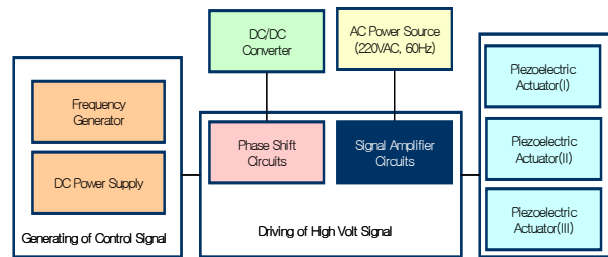 DC/DC
Converter
AC Power Source
(220VAC, 60Hz)
Frequency
Generator
DC Power Supply
Generating of Control Signal
Phase Shift
Circuits
Signal Amplifier
Circuits
Driving of High Volt Signal
Piezoelectric
Actuator(I)
Piezoelectric
Actuator(II)
Piezoelectric
Actuator(III)